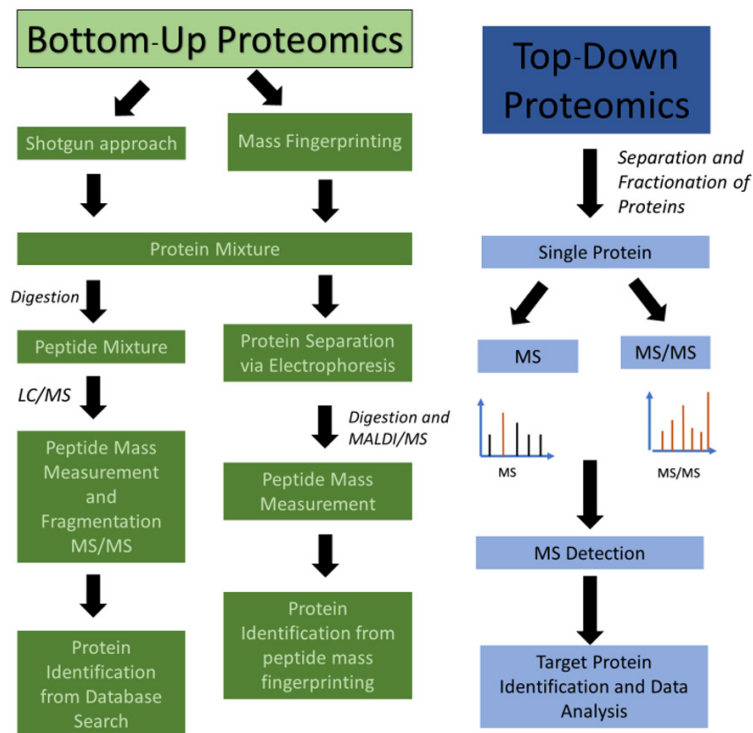 Bottom-Up Proteomics
Shotgun approach
Mass Fingerprinting
Protein Mixture
Digestion
Peptide Mixture
LC/MS
Peptide Mass
Measurement
and
Fragmentation
MS/MS
Protein
Identification
from Database
Search
Protein Separation
via Electrophoresis
Digestion and
MALDI/MS
Peptide Mass
Measurement
Protein
Identification from
peptide mass
fingerprinting
Top-Down
Proteomics
Separation and
Fractionation of
Proteins
Single Protein
MS
MS/MS
MS
MS/MS
MS Detection
Target Protein
Identification and Data
Analysis